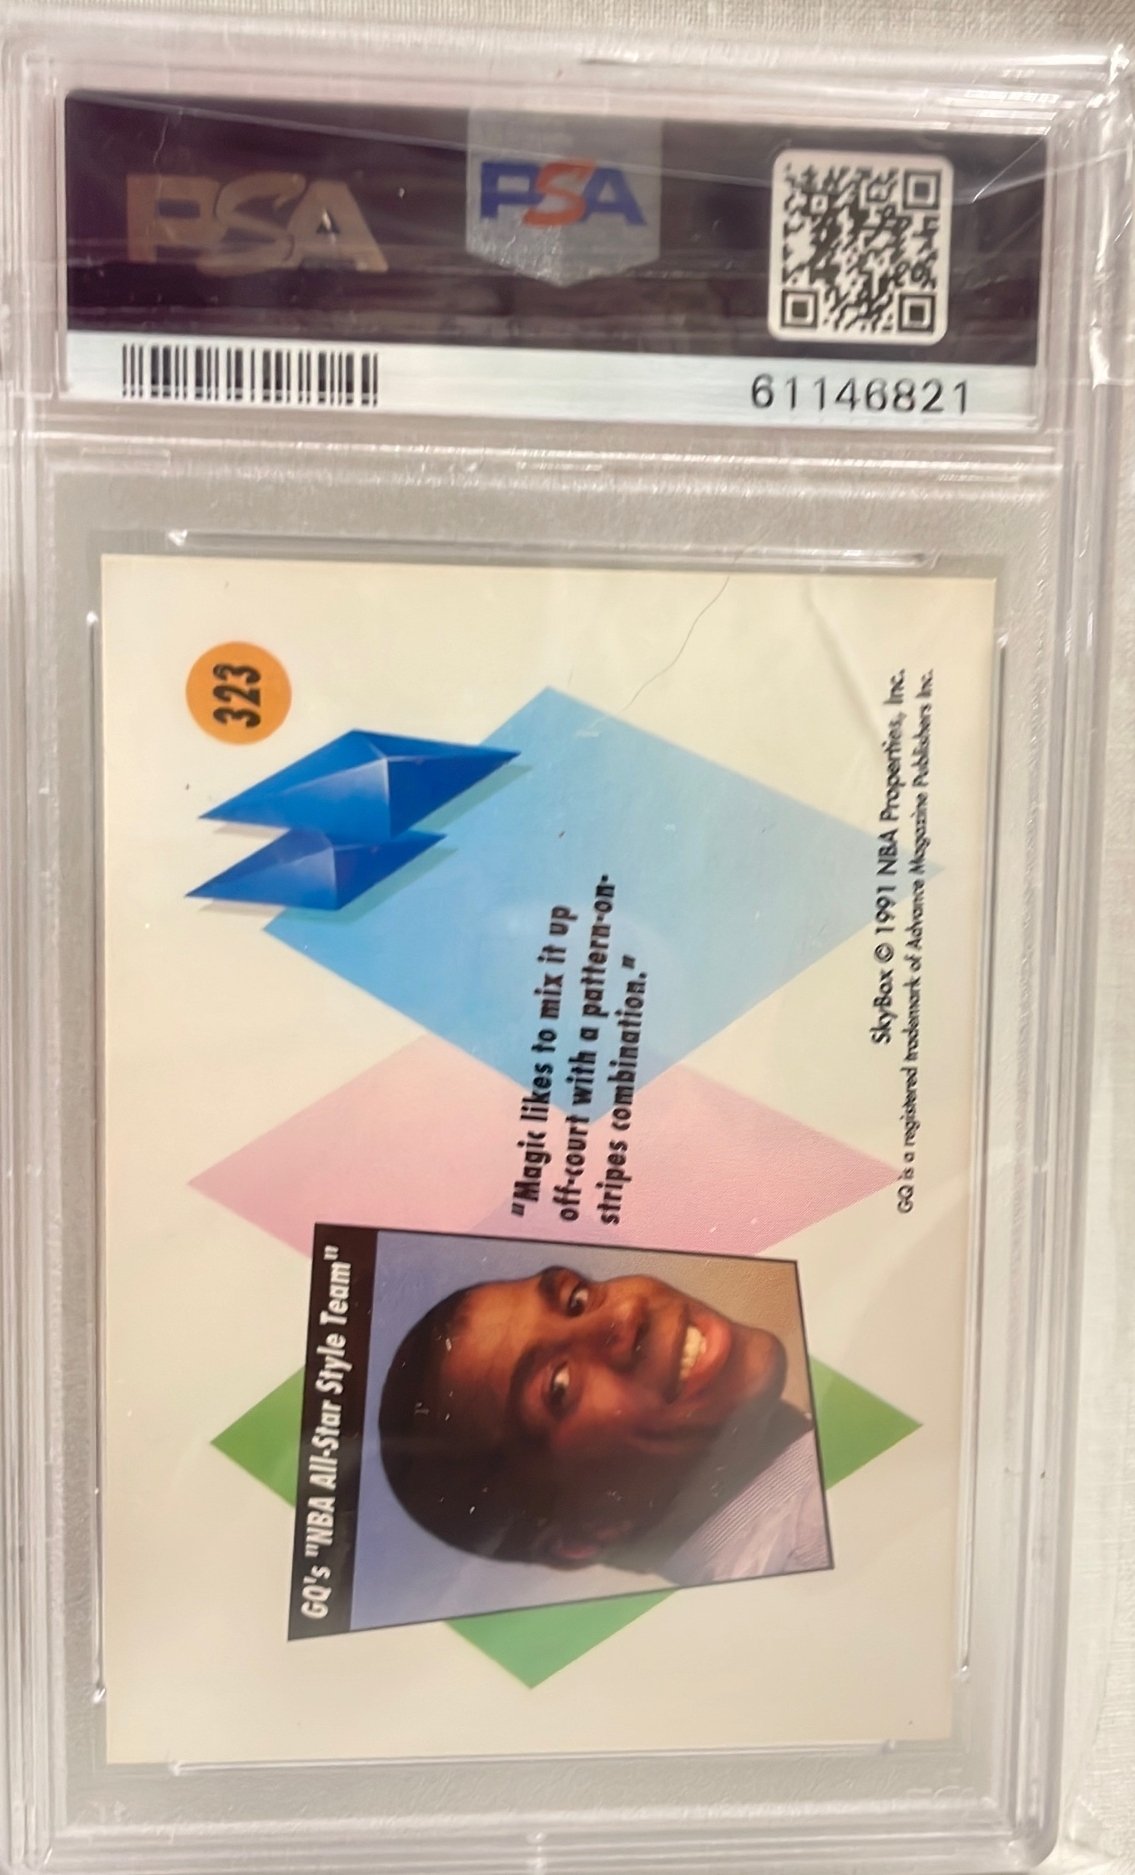 PSA
PSA
61146821
323
"Magic likes to mix it up
off-court with a pattern-on-
stripes combination."
GQ's "NBA All-Star Style Team"
SkyBox © 1991 NBA Properties, Inc.
GQ is a registered trademark of Advance Magazine Publishers Inc.